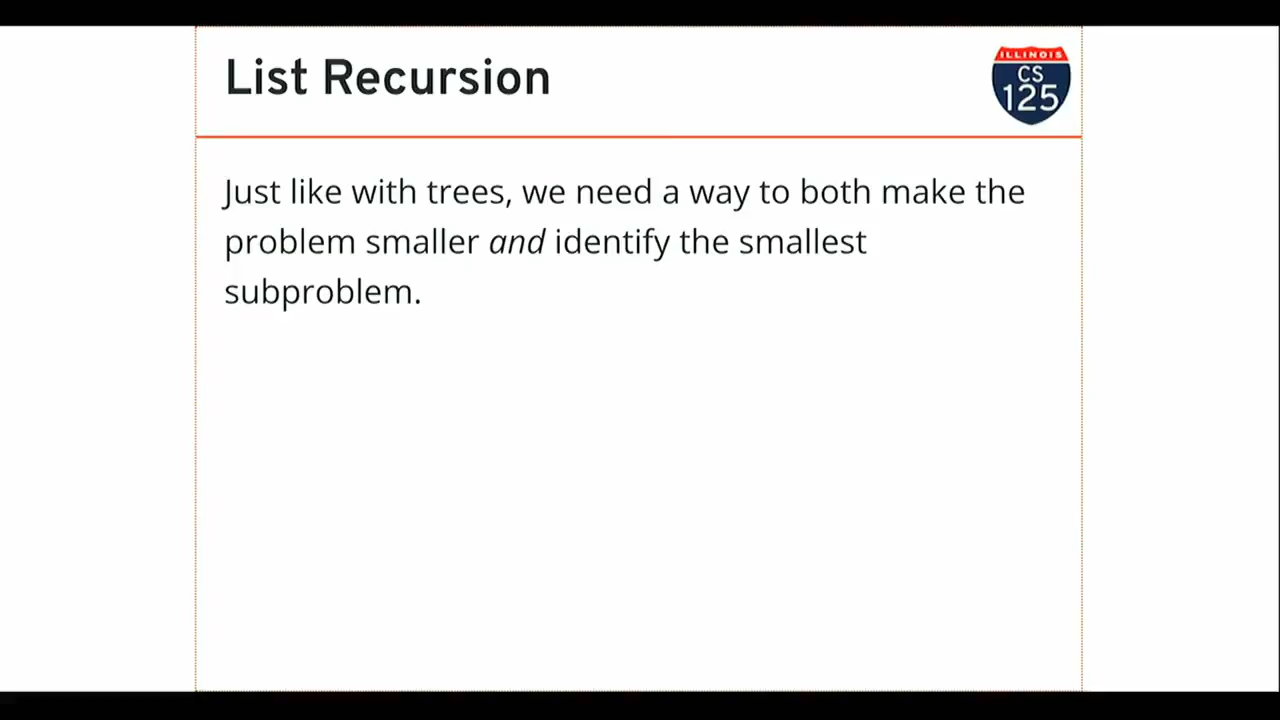 List Recursion
ILLINOIS
CS
125
Just like with trees, we need a way to both make the
problem smaller and identify the smallest
subproblem.